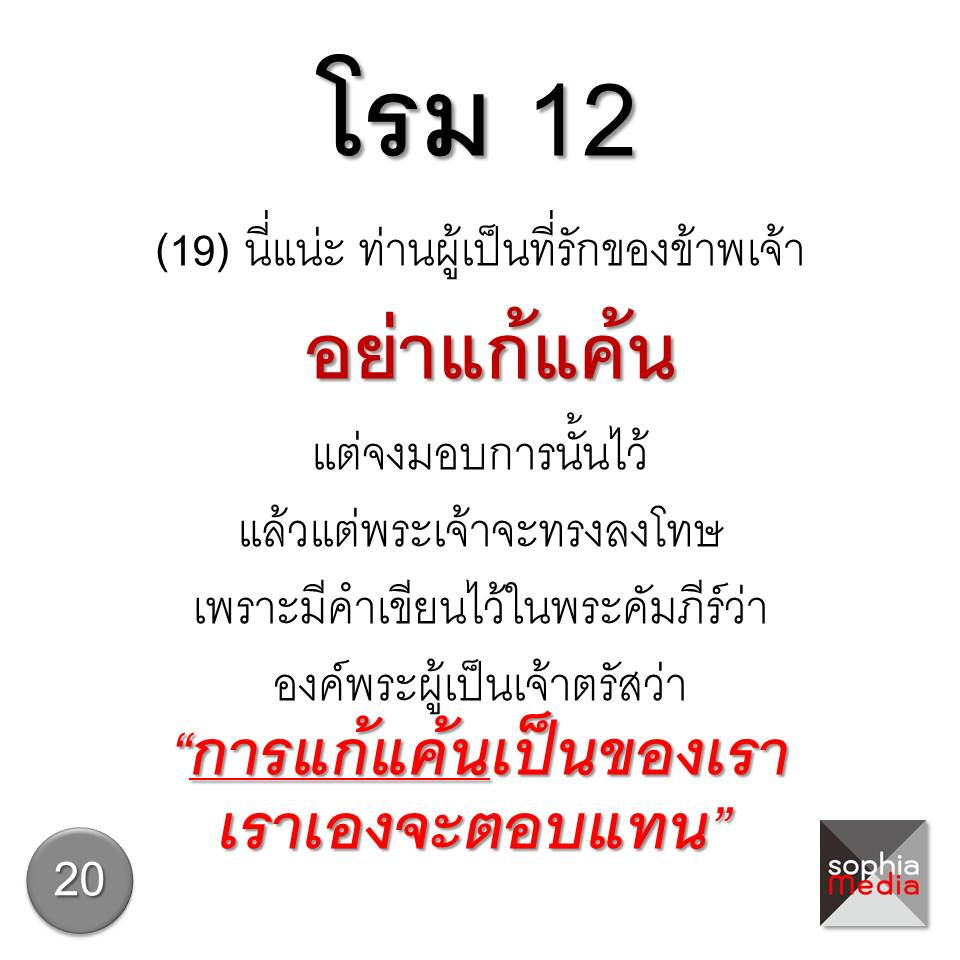 โรม 12
(19) นี่แน่ะ ท่านผู้เป็นที่รักของข้าพเจ้า
อย่าแก้แค้น
แต่จงมอบการนั้นไว้
แล้วแต่พระเจ้าจะทรงลงโทษ
เพราะมีคำเขียนไว้ในพระคัมภีร์ว่า
องค์พระผู้เป็นเจ้าตรัสว่า
“การแก้แค้นเป็นของเรา
เราเองจะตอบแทน”
20
sophia
media